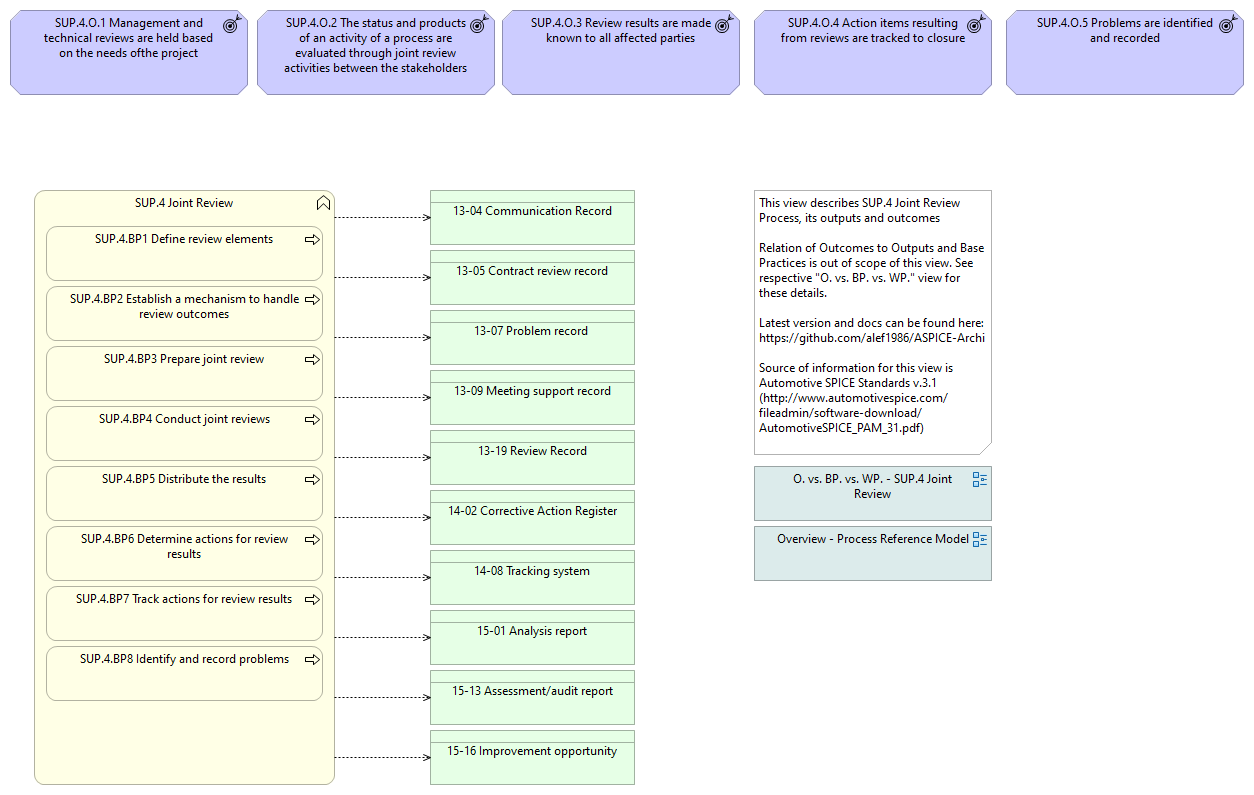 SUP.4.O.1 Management and
technical reviews are held based
on the needs ofthe project
SUP.4.O.2 The status and products
of an activity of a process are
evaluated through joint review
activities between the stakeholders
SUP.4.O.3 Review results are made
known to all affected parties
SUP.4.O.4 Action items resulting
from reviews are tracked to closure
SUP.4.O.5 Problems are identified
and recorded
SUP.4 Joint Review
SUP.4.BP1 Define review elements
SUP.4.BP2 Establish a mechanism to handle
review outcomes
SUP.4.BP3 Prepare joint review
SUP.4.BP4 Conduct joint reviews
SUP.4.BP5 Distribute the results
SUP.4.BP6 Determine actions for review
results
SUP.4.BP7 Track actions for review results
SUP.4.BP8 Identify and record problems
13-04 Communication Record
13-05 Contract review record
13-07 Problem record
13-09 Meeting support record
13-19 Review Record
14-02 Corrective Action Register
14-08 Tracking system
15-01 Analysis report
15-13 Assessment/audit report
15-16 Improvement opportunity
This view describes SUP.4 Joint Review
Process, its outputs and outcomes
Relation of Outcomes to Outputs and Base
Practices is out of scope of this view. See
respective "O. vs. BP. vs. WP." view for
these details.
Latest version and docs can be found here:
https://github.com/alef1986/ASPICE-Archi
Source of information for this view is
Automotive SPICE Standards v.3.1
(http://www.automotivespice.com/
fileadmin/software-download/
AutomotiveSPICE_PAM_31.pdf)
O. vs. BP. vs. WP. - SUP.4 Joint
Review
Overview - Process Reference Model